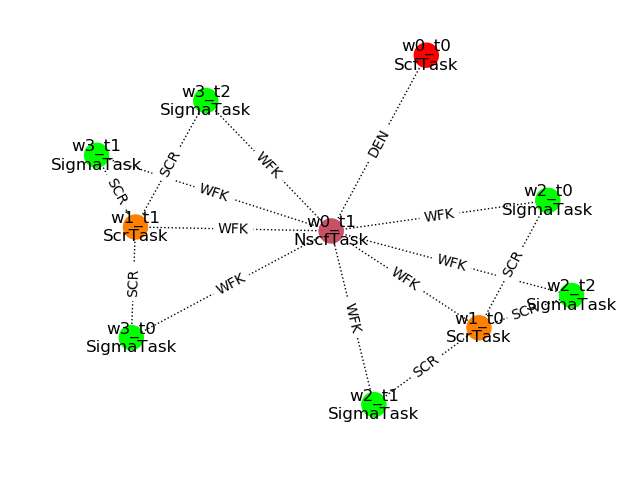 w0_t0
ScfTask
DEN
w3_t2
SigmaTask
w3_t1
SigmaTask
SCR
WFK
SCR
WFK
w1_t1
ScrTask
WFK
w0_t1
NscfTask
WFK
w2_t0
SigmaTask
SCR
WFK
WFK
w2_t2
SigmaTask
SCR
w1_t0
ScrTask
SCR
WFK
w3_t0
SigmaTask
WFK
SCR
w2_t1
SigmaTask